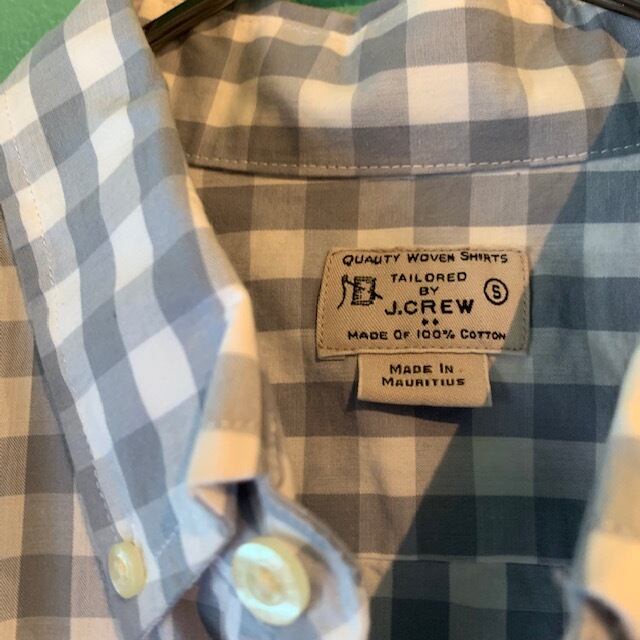 QUALITY WOVEN SHIRTS
TAILORED
BY
J.CREW
S
**
MADE OF 100% COTTON
MADE IN
MAURITIUS